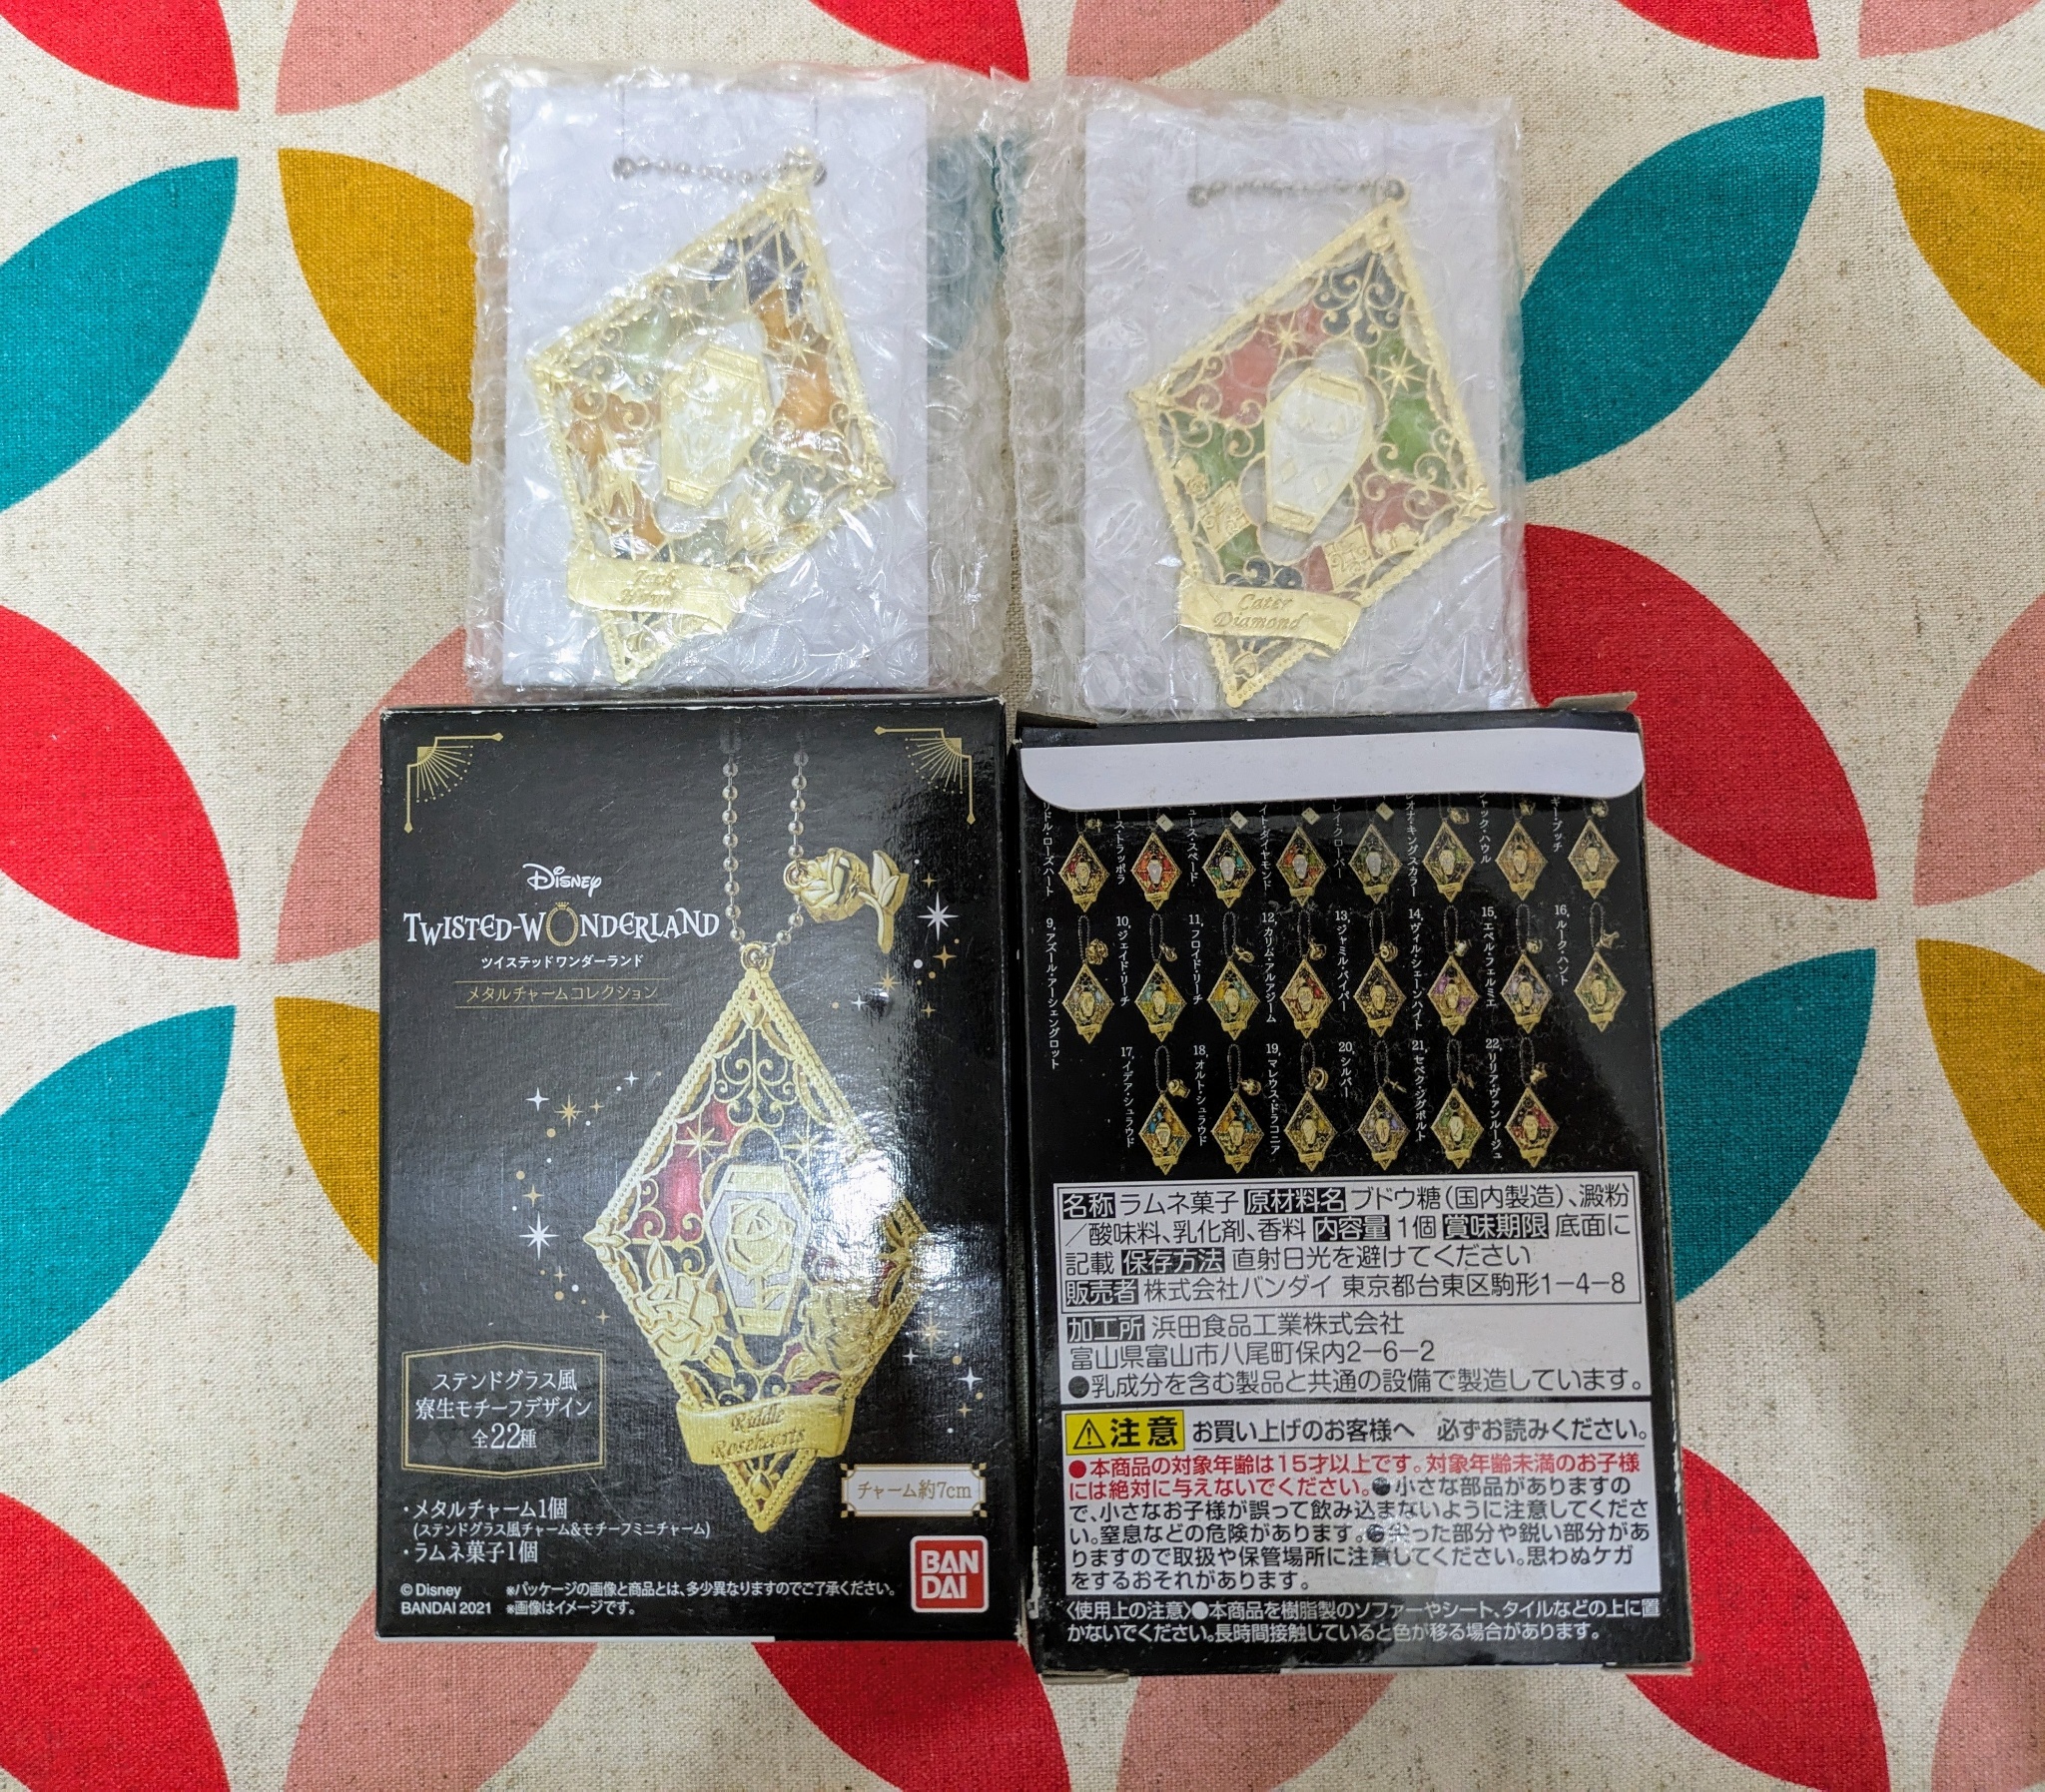 Jack
Howl
Cater
Diamond
Disney
TWISTED-WONDERLAND
ツイステッドワンダーランド
メタルチャームコレクション
Riddle
Rosehearts
ステンドグラス風
寮生モチーフデザイン
全22種
チャーム約7cm
・メタルチャーム1個
(ステンドグラス風チャーム&モチーフミニチャーム)
・ラムネ菓子1個
© Disney
BANDAI 2021
※パッケージの画像と商品とは、多少異なりますのでご了承ください。
※画像はイメージです。
BAN
DAI
リドル・ローズハート
ース・トラッポラ
ュース・スペード
イト・ダイヤモンド
レイ・クローバー
レオナ・キングスカラー
ジャック・ハウル
ギー・ブッチ
9,アズール・アーシェングロット
10,ジェイド・リーチ
11,フロイド・リーチ
12,カリム・アルアジーム
13,ジャミル・バイパー
14,ヴィル・シェーンハイト
15,エペル・フェルミエ
16,ルーク・ハント
17,イデア・シュラウド
18,オルト・シュラウド
19,マレウス・ドラコニア
20,シルバー
21,セベク・ジグボルト
22,リリア・ヴァンルージュ
名称 ラムネ菓子 原材料名 ブドウ糖(国内製造)、澱粉
/酸味料、乳化剤、香料 内容量 1個 賞味期限 底面に
記載 保存方法 直射日光を避けてください
販売者 株式会社バンダイ 東京都台東区駒形1-4-8
加工所 浜田食品工業株式会社
富山県富山市八尾町保内2-6-2
●乳成分を含む製品と共通の設備で製造しています。
注意 お買い上げのお客様へ 必ずお読みください。
●本商品の対象年齢は15才以上です。対象年齢未満のお子様
には絶対に与えないでください。●小さな部品がありますの
で、小さなお子様が誤って飲み込まないように注意してくださ
い。窒息などの危険があります。●尖った部分や鋭い部分があ
りますので取扱や保管場所に注意してください。思わぬケガ
をするおそれがあります。
〈使用上の注意〉●本商品を樹脂製のソファーやシート、タイルなどの上に置
かないでください。長時間接触していると色が移る場合があります。